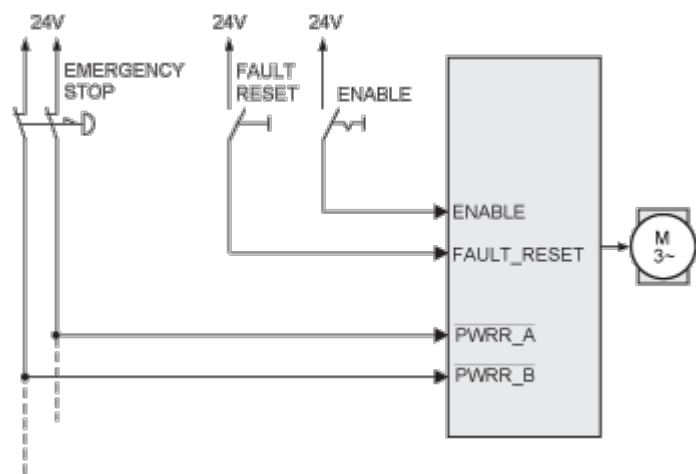 24V
24V
24V
EMERGENCY
STOP
FAULT
RESET
ENABLE
ENABLE
FAULT_RESET
M
3~
PWRR_A
PWRR_B